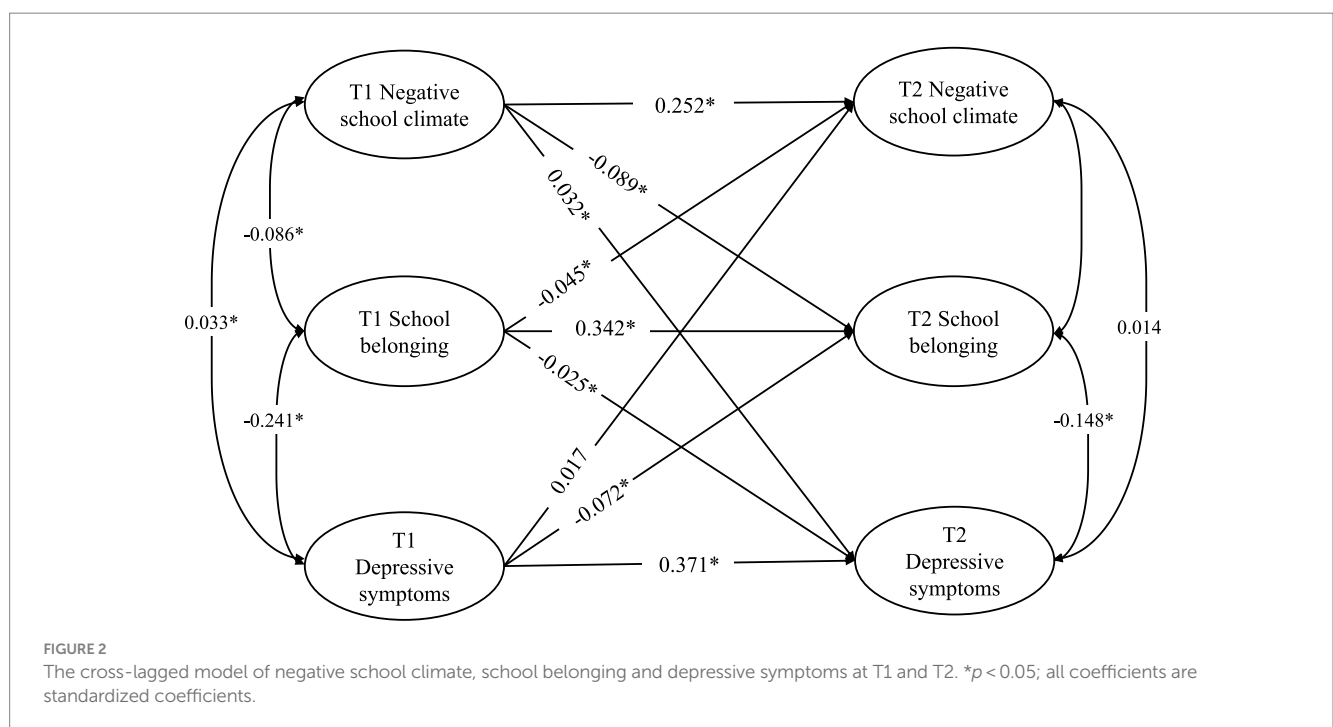 T1 Negative
school climate
T2 Negative
school climate
0.252*
-0.089*
0.032*
-0.086*
-0.045*
0.033*
T1 School
belonging
0.342*
T2 School
belonging
0.014
-0.025*
-0.241*
-0.148*
0.017
-0.072*
T1
Depressive
symptoms
0.371*
T2
Depressive
symptoms
FIGURE 2
The cross-lagged model of negative school climate, school belonging and depressive symptoms at T1 and T2. *p < 0.05; all coefficients are
standardized coefficients.